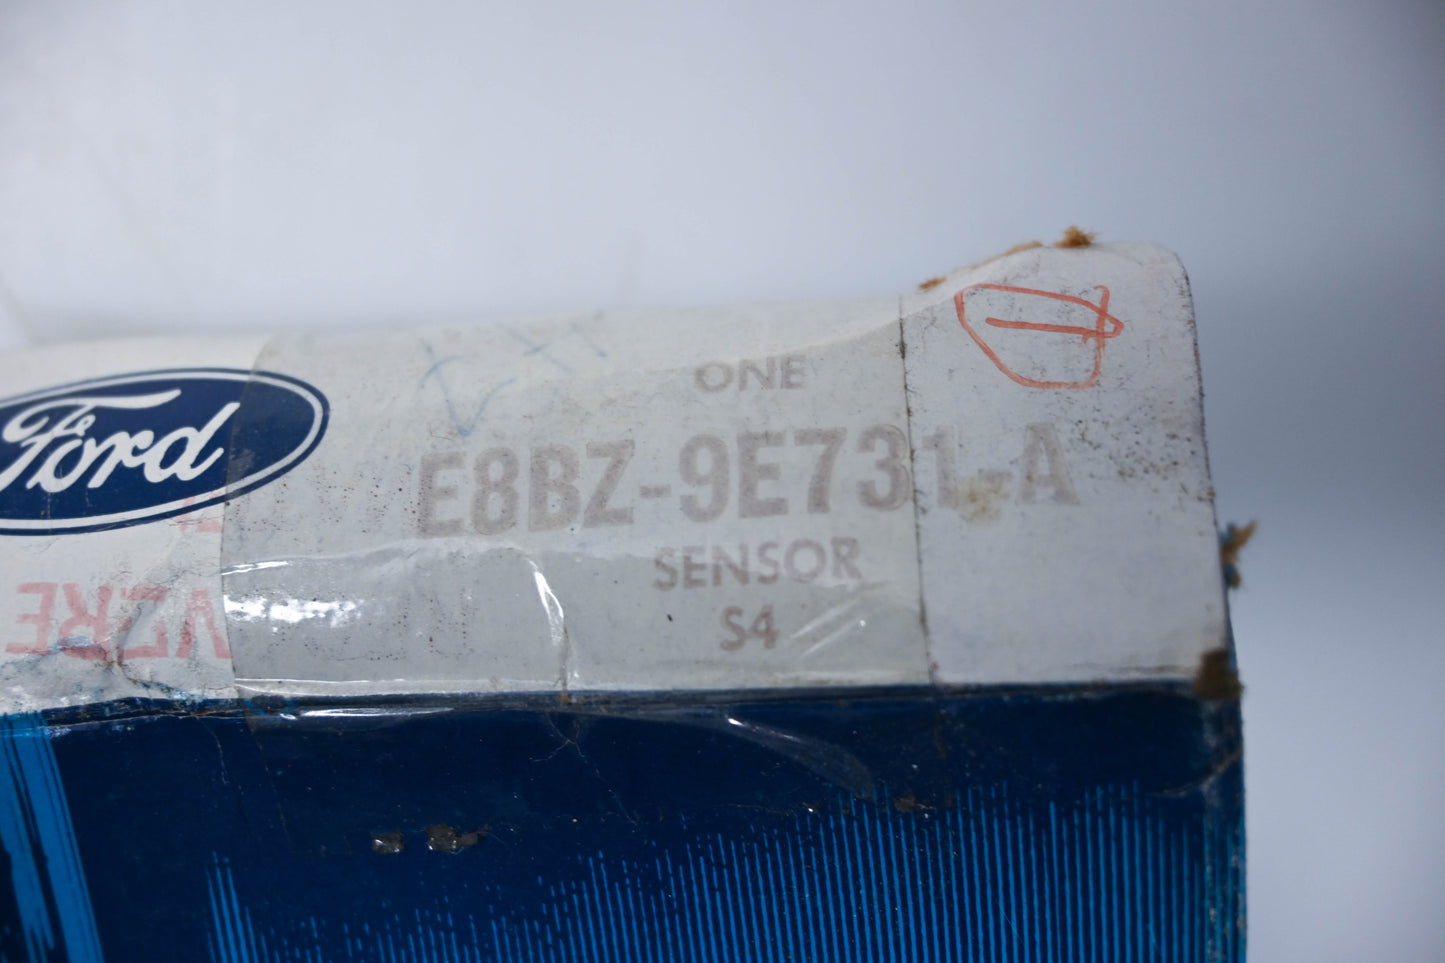 Ford
ONE
E8BZ-9E731-A
SENSOR
S4